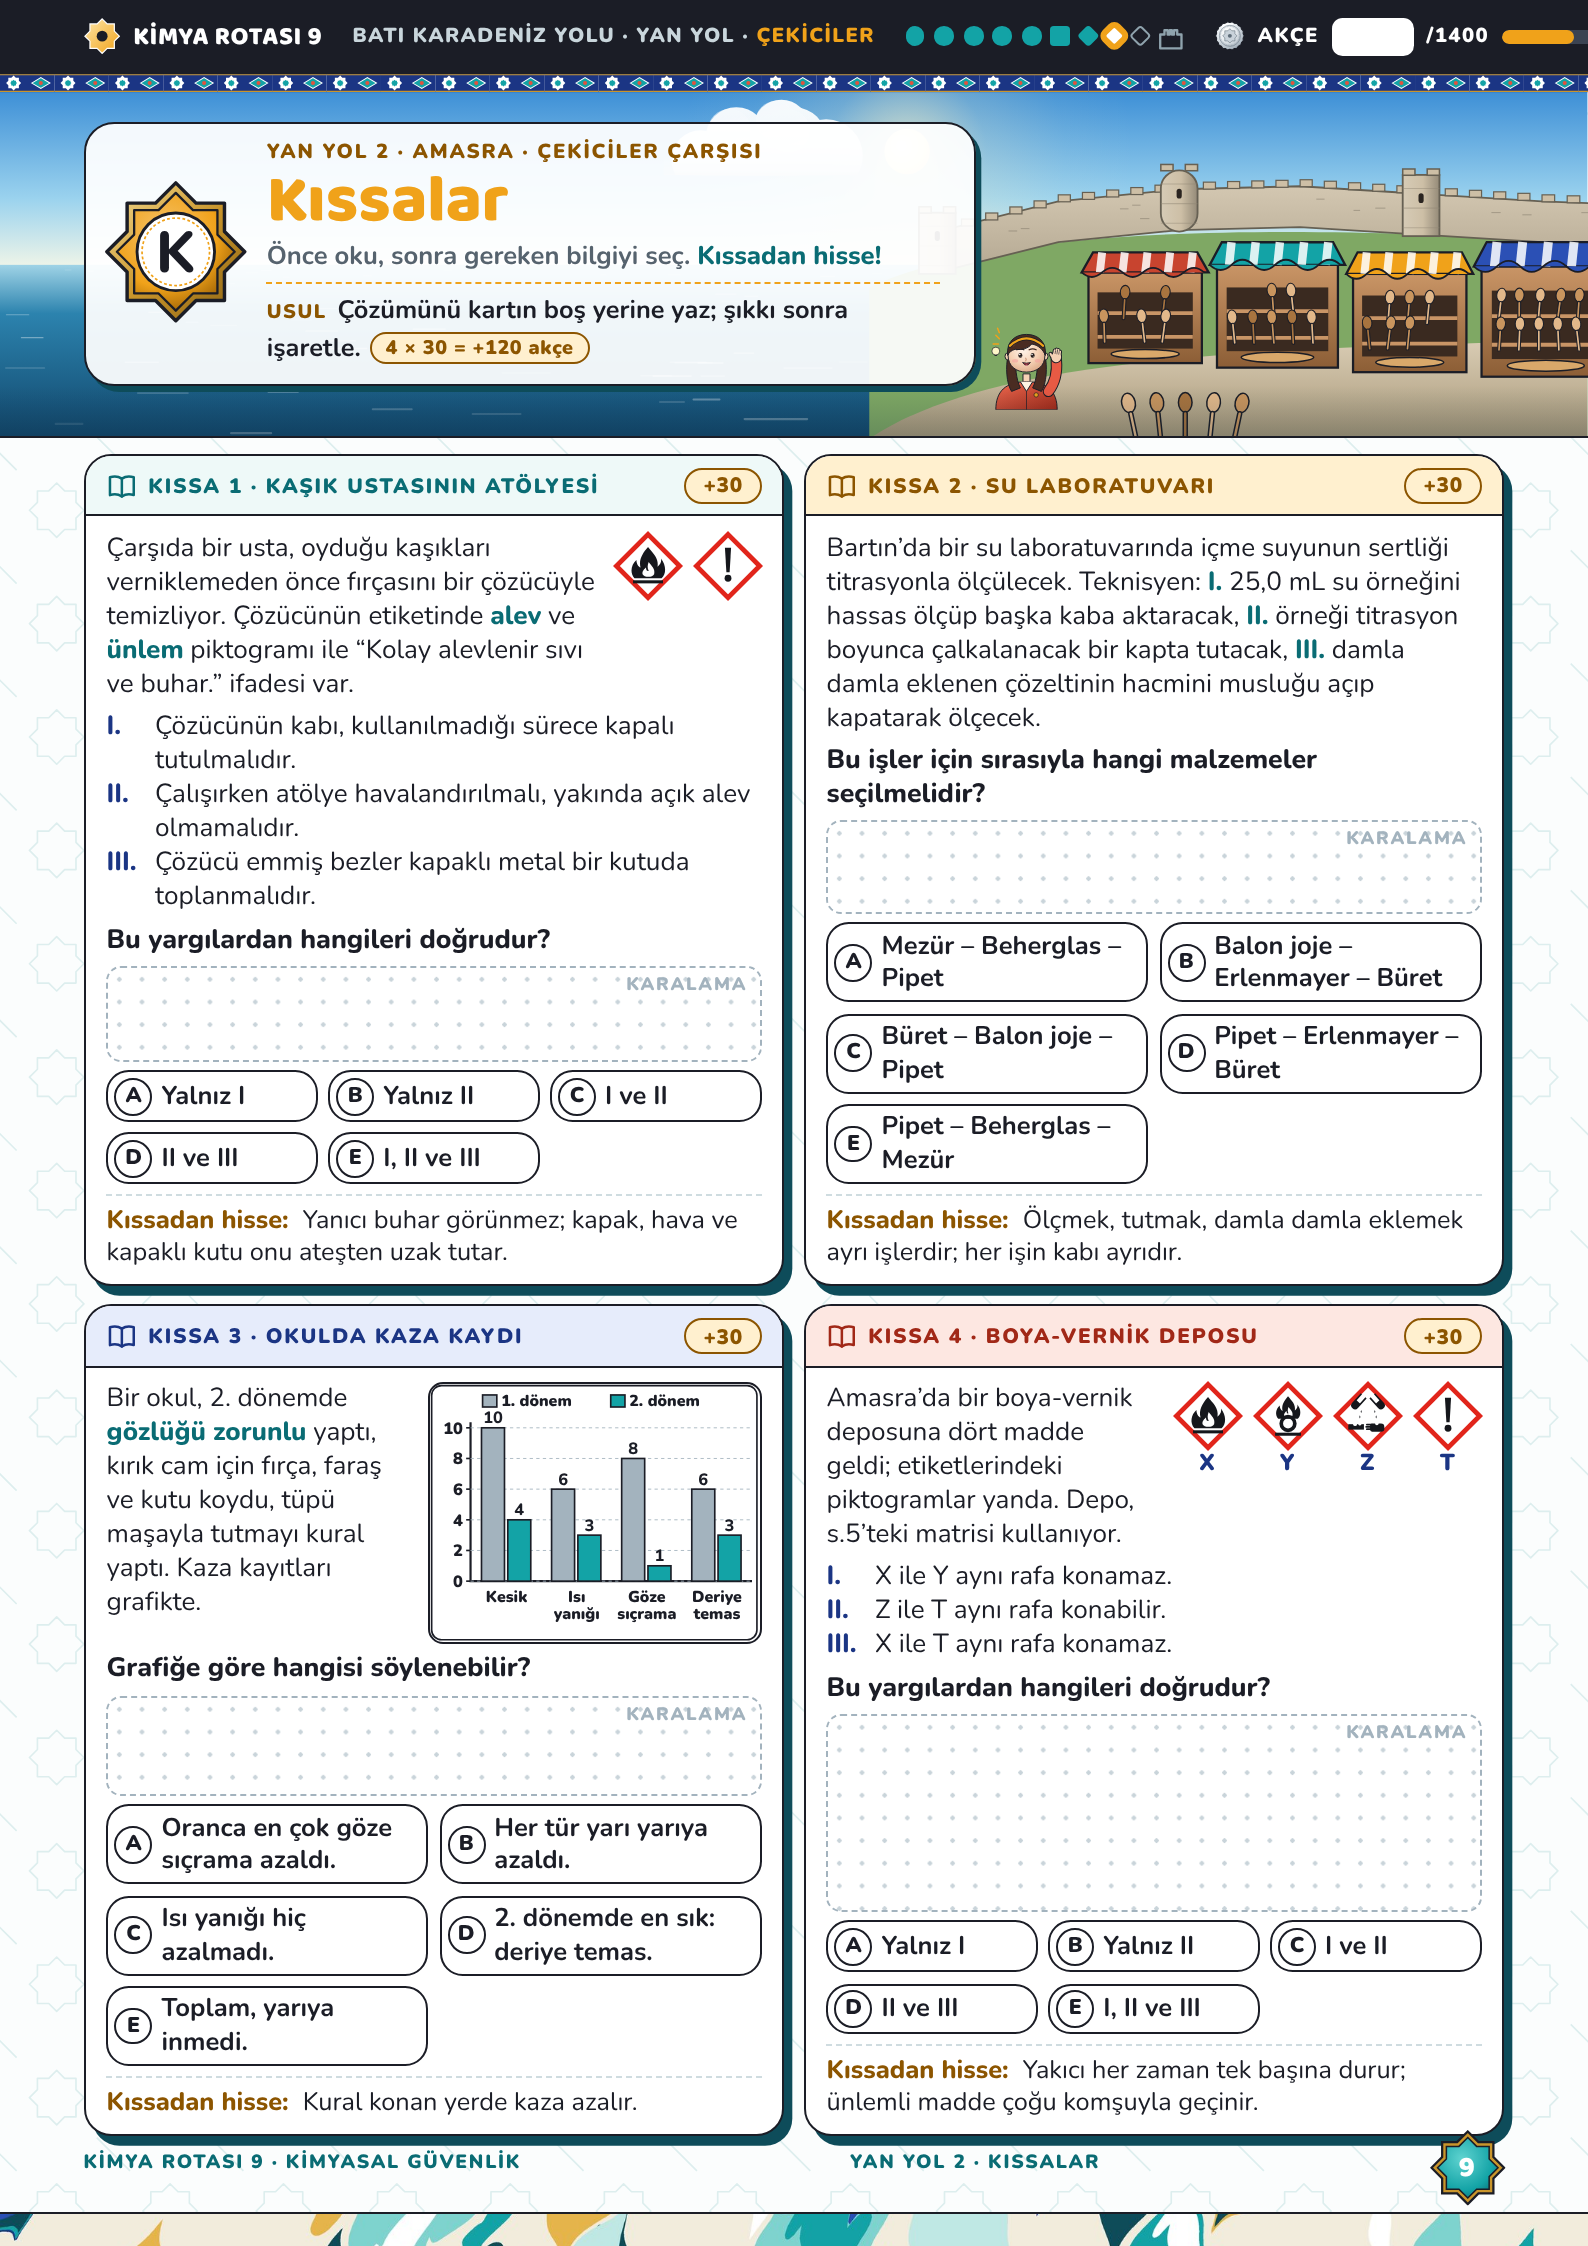 KİMYA ROTASI 9 BATI KARADENİZ YOLU · YAN YOL · ÇEKİCİLER AKÇE /1400
YAN YOL 2 · AMASRA · ÇEKİCİLER ÇARŞISI
K
Kıssalar
Önce oku, sonra gereken bilgiyi seç. Kıssadan hisse!
USUL Çözümünü kartın boş yerine yaz; şıkkı sonra
işaretle. 4 × 30 = +120 akçe
KISSA 1 · KAŞIK USTASININ ATÖLYESİ +30
Çarşıda bir usta, oyduğu kaşıkları
verniklemeden önce fırçasını bir çözücüyle
temizliyor. Çözücünün etiketinde alev ve
ünlem piktogramı ile “Kolay alevlenir sıvı
ve buhar.” ifadesi var.
I. Çözücünün kabı, kullanılmadığı sürece kapalı
tutulmalıdır.
II. Çalışırken atölye havalandırılmalı, yakında açık alev
olmamalıdır.
III. Çözücü emmiş bezler kapaklı metal bir kutuda
toplanmalıdır.
Bu yargılardan hangileri doğrudur?
KARALAMA
A Yalnız I
B Yalnız II
C I ve II
D II ve III
E I, II ve III
Kıssadan hisse: Yanıcı buhar görünmez; kapak, hava ve
kapaklı kutu onu ateşten uzak tutar.
KISSA 2 · SU LABORATUVARI +30
Bartın’da bir su laboratuvarında içme suyunun sertliği
titrasyonla ölçülecek. Teknisyen: I. 25,0 mL su örneğini
hassas ölçüp başka kaba aktaracak, II. örneği titrasyon
boyunca çalkalanacak bir kapta tutacak, III. damla
damla eklenen çözeltinin hacmini musluğu açıp
kapatarak ölçecek.
Bu işler için sırasıyla hangi malzemeler
seçilmelidir?
KARALAMA
A Mezür – Beherglas –
Pipet
B Balon joje –
Erlenmayer – Büret
C Büret – Balon joje –
Pipet
D Pipet – Erlenmayer –
Büret
E Pipet – Beherglas –
Mezür
Kıssadan hisse: Ölçmek, tutmak, damla damla eklemek
ayrı işlerdir; her işin kabı ayrıdır.
KISSA 3 · OKULDA KAZA KAYDI +30
Bir okul, 2. dönemde
gözlüğü zorunlu yaptı,
kırık cam için fırça, faraş
ve kutu koydu, tüpü
maşayla tutmayı kural
yaptı. Kaza kayıtları
grafikte.
1. dönem 2. dönem
10 8 6 4 2 0
10 4 6 3 8 1 6 3
Kesik Isı Göze Deriye
yanığı sıçrama temas
Grafiğe göre hangisi söylenebilir?
KARALAMA
A Oranca en çok göze
sıçrama azaldı.
B Her tür yarı yarıya
azaldı.
C Isı yanığı hiç
azalmadı.
D 2. dönemde en sık:
deriye temas.
E Toplam, yarıya
inmedi.
Kıssadan hisse: Kural konan yerde kaza azalır.
KISSA 4 · BOYA-VERNİK DEPOSU +30
Amasra’da bir boya-vernik
deposuna dört madde
geldi; etiketlerindeki
piktogramlar yanda. Depo,
s.5’teki matrisi kullanıyor.
X Y Z T
I. X ile Y aynı rafa konamaz.
II. Z ile T aynı rafa konabilir.
III. X ile T aynı rafa konamaz.
Bu yargılardan hangileri doğrudur?
KARALAMA
A Yalnız I
B Yalnız II
C I ve II
D II ve III
E I, II ve III
Kıssadan hisse: Yakıcı her zaman tek başına durur;
ünlemli madde çoğu komşuyla geçinir.
KİMYA ROTASI 9 · KİMYASAL GÜVENLİK YAN YOL 2 · KISSALAR 9